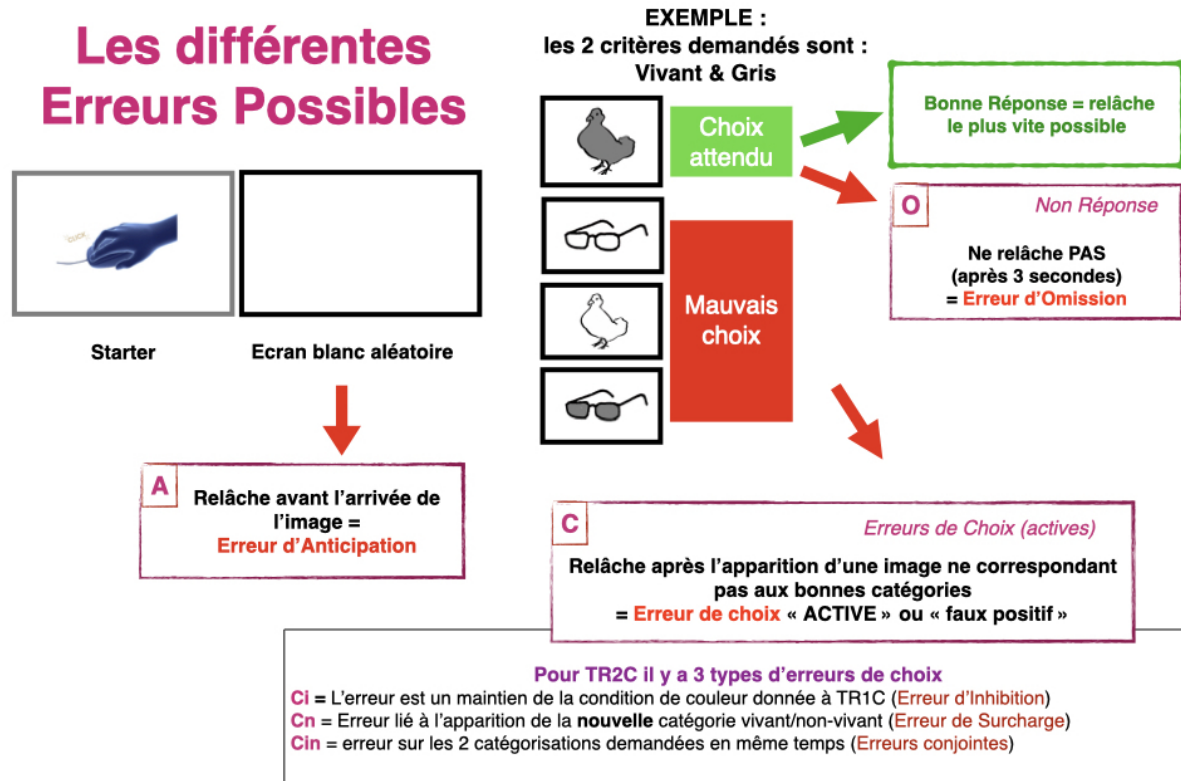 Les différentes
Erreurs Possibles
EXEMPLE :
les 2 critères demandés sont :
Vivant & Gris
Choix
attendu
Bonne Réponse = relâche
le plus vite possible
O
Non Réponse
Ne relâche PAS
(après 3 secondes)
= Erreur d'Omission
Mauvais
choix
Starter
Ecran blanc aléatoire
A
Relâche avant l'arrivée de
l'image =
Erreur d'Anticipation
C
Erreurs de Choix (actives)
Relâche après l'apparition d'une image ne correspondant
pas aux bonnes catégories
= Erreur de choix « ACTIVE » ou « faux positif »
Pour TR2C il y a 3 types d'erreurs de choix
Ci = L'erreur est un maintien de la condition de couleur donnée à TR1C (Erreur d'Inhibition)
Cn = Erreur lié à l'apparition de la nouvelle catégorie vivant/non-vivant (Erreur de Surcharge)
Cin = erreur sur les 2 catégorisations demandées en même temps (Erreurs conjointes)